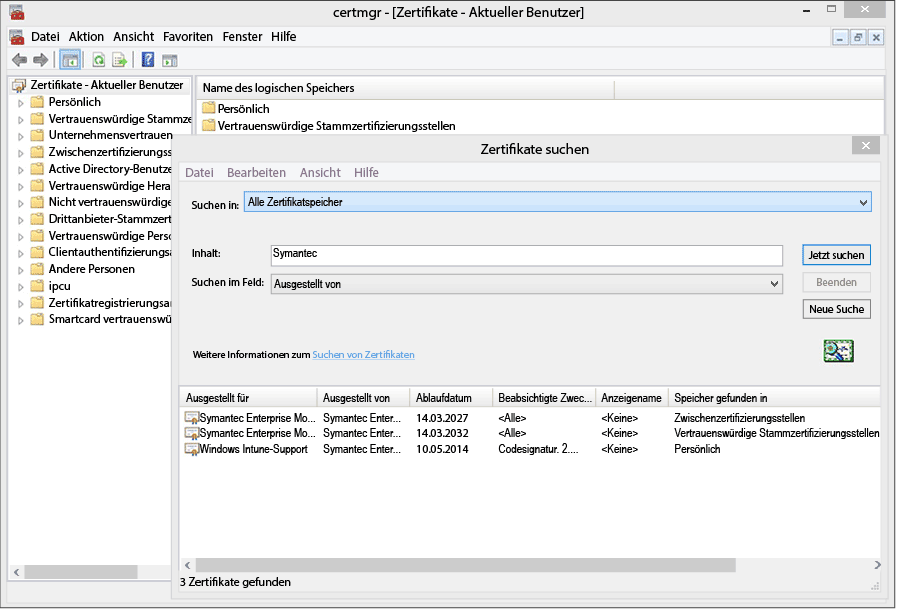 certmgr - [Zertifikate - Aktueller Benutzer]
Datei Aktion Ansicht Favoriten Fenster Hilfe
Zertifikate - Aktueller Benutzer
Persönlich
Vertrauenswürdige Stammze
Unternehmensvertrauen
Zwischenzertifizierungss
Active Directory-Benutze
Vertrauenswürdige Hera
Nicht vertrauenswürdige
Drittanbieter-Stammzert
Vertrauenswürdige Perso
Clientauthentifizierungsa
Andere Personen
ipcu
Zertifikatregistrierungsan
Smartcard vertrauenswü
Name des logischen Speichers
Persönlich
Vertrauenswürdige Stammzertifizierungsstellen
Zertifikate suchen
Datei Bearbeiten Ansicht Hilfe
Suchen in: Alle Zertifikatspeicher
Inhalt: Symantec Jetzt suchen
Suchen im Feld: Ausgestellt von Beenden
Neue Suche
Weitere Informationen zum Suchen von Zertifikaten
Ausgestellt für Ausgestellt von Ablaufdatum Beabsichtigte Zwec... Anzeigename Speicher gefunden in
Symantec Enterprise Mo... Symantec Enter... 14.03.2027 <Alle> <Keine> Zwischenzertifizierungsstellen
Symantec Enterprise Mo... Symantec Enter... 14.03.2032 <Alle> <Keine> Vertrauenswürdige Stammzertifizierungsstellen
Windows Intune-Support Symantec Enter... 10.05.2014 Codesignatur. 2.... <Keine> Persönlich
3 Zertifikate gefunden